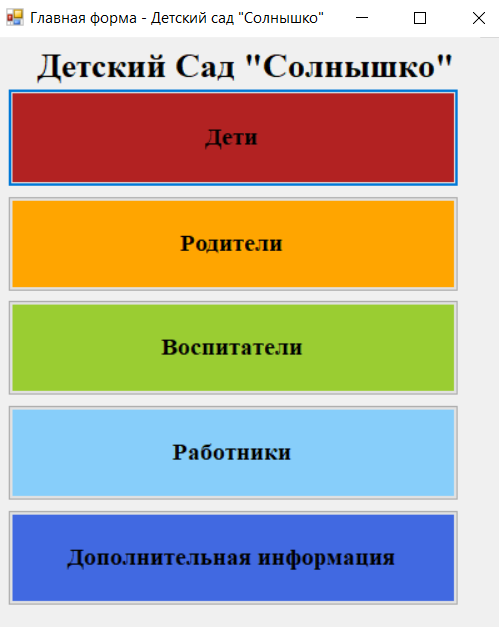 Главная форма - Детский сад "Солнышко"
Детский Сад "Солнышко"
Дети
Родители
Воспитатели
Работники
Дополнительная информация